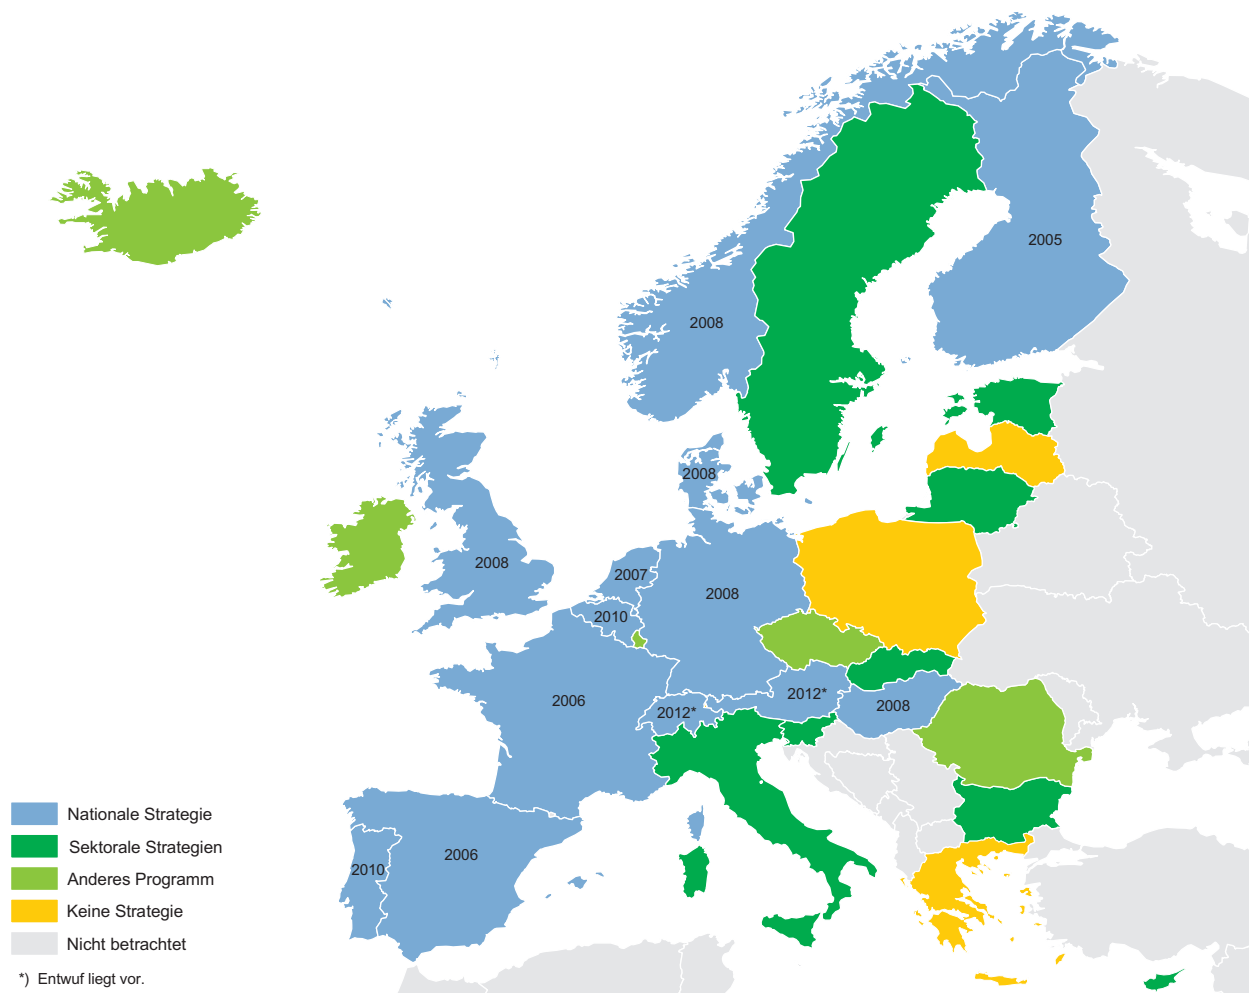 2005
2008
2008
2008
2007
2008
2010
2006
2012*
2012*
2008
2006
2010
Nationale Strategie
Sektorale Strategien
Anderes Programm
Keine Strategie
Nicht betrachtet
*) Entwuf liegt vor.